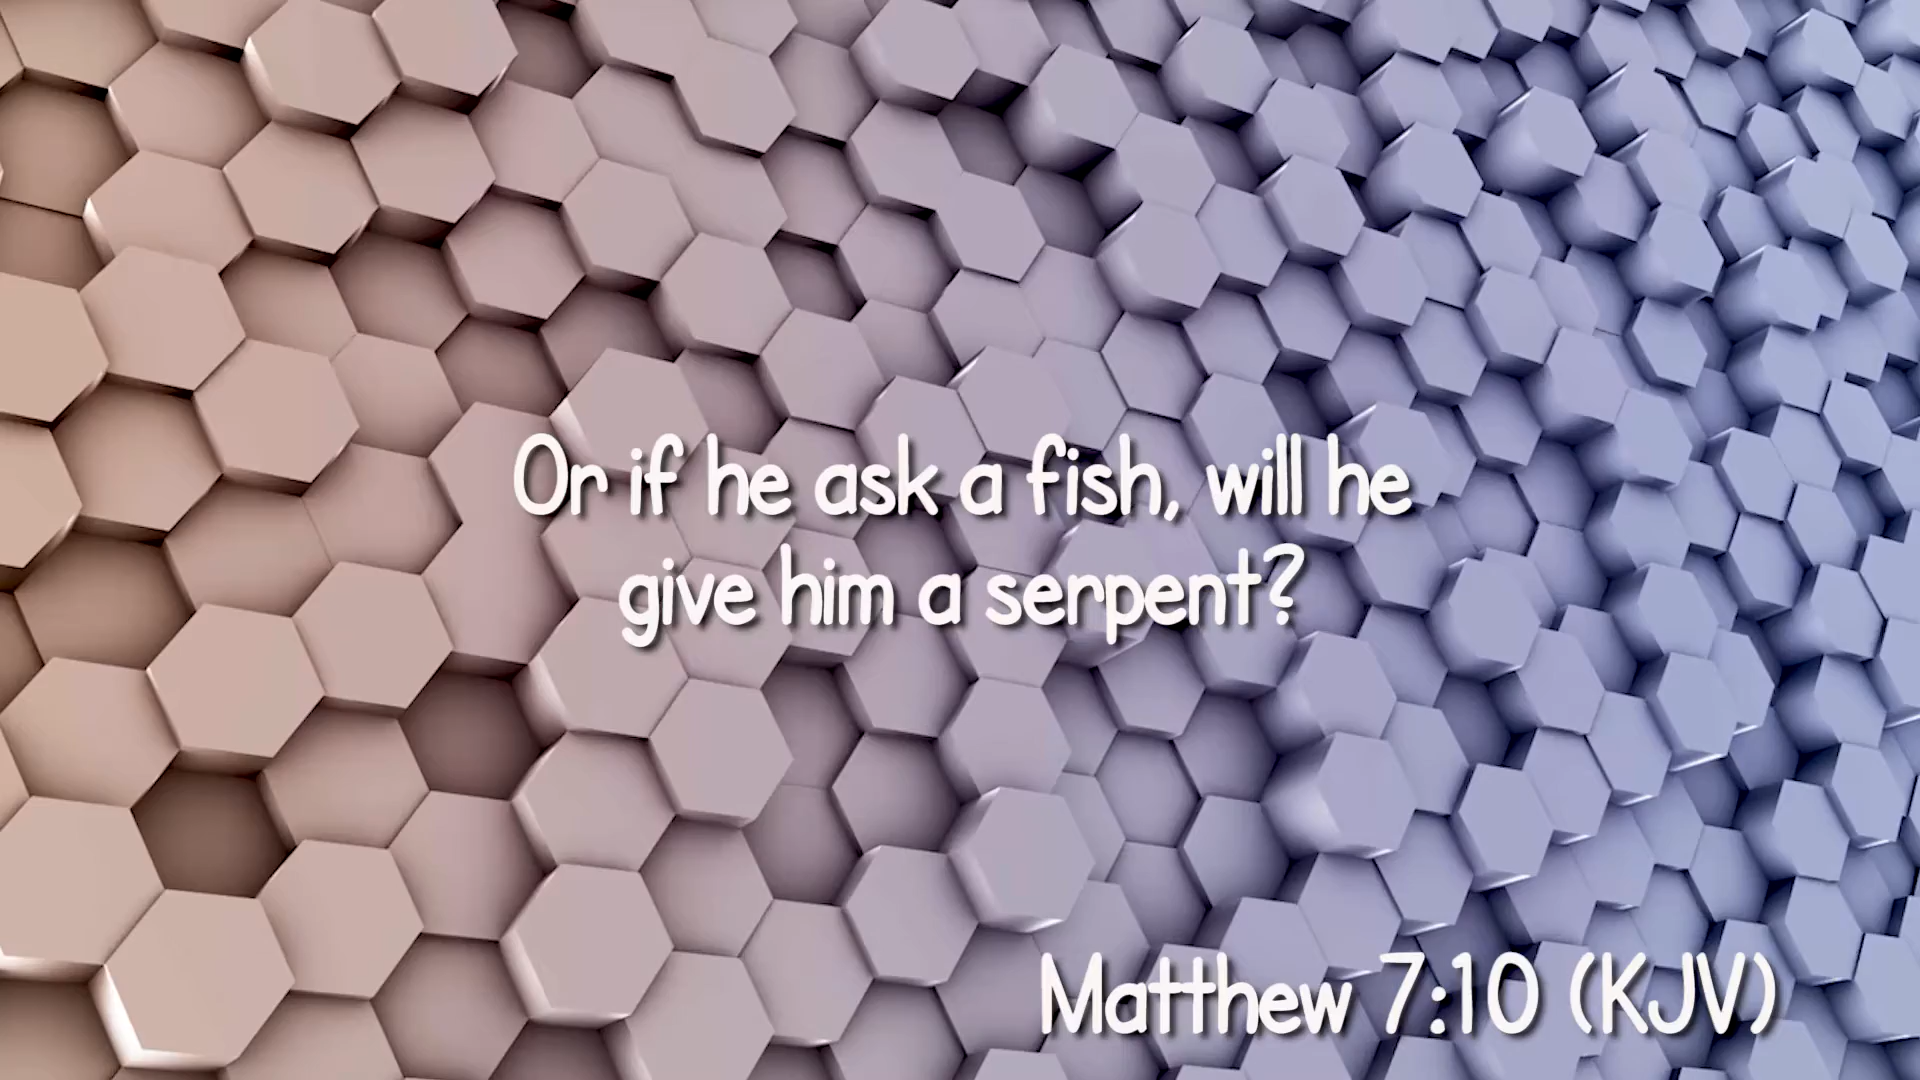 Or if he ask a fish, will he
give him a serpent?
Matthew 7:10 (KJV)